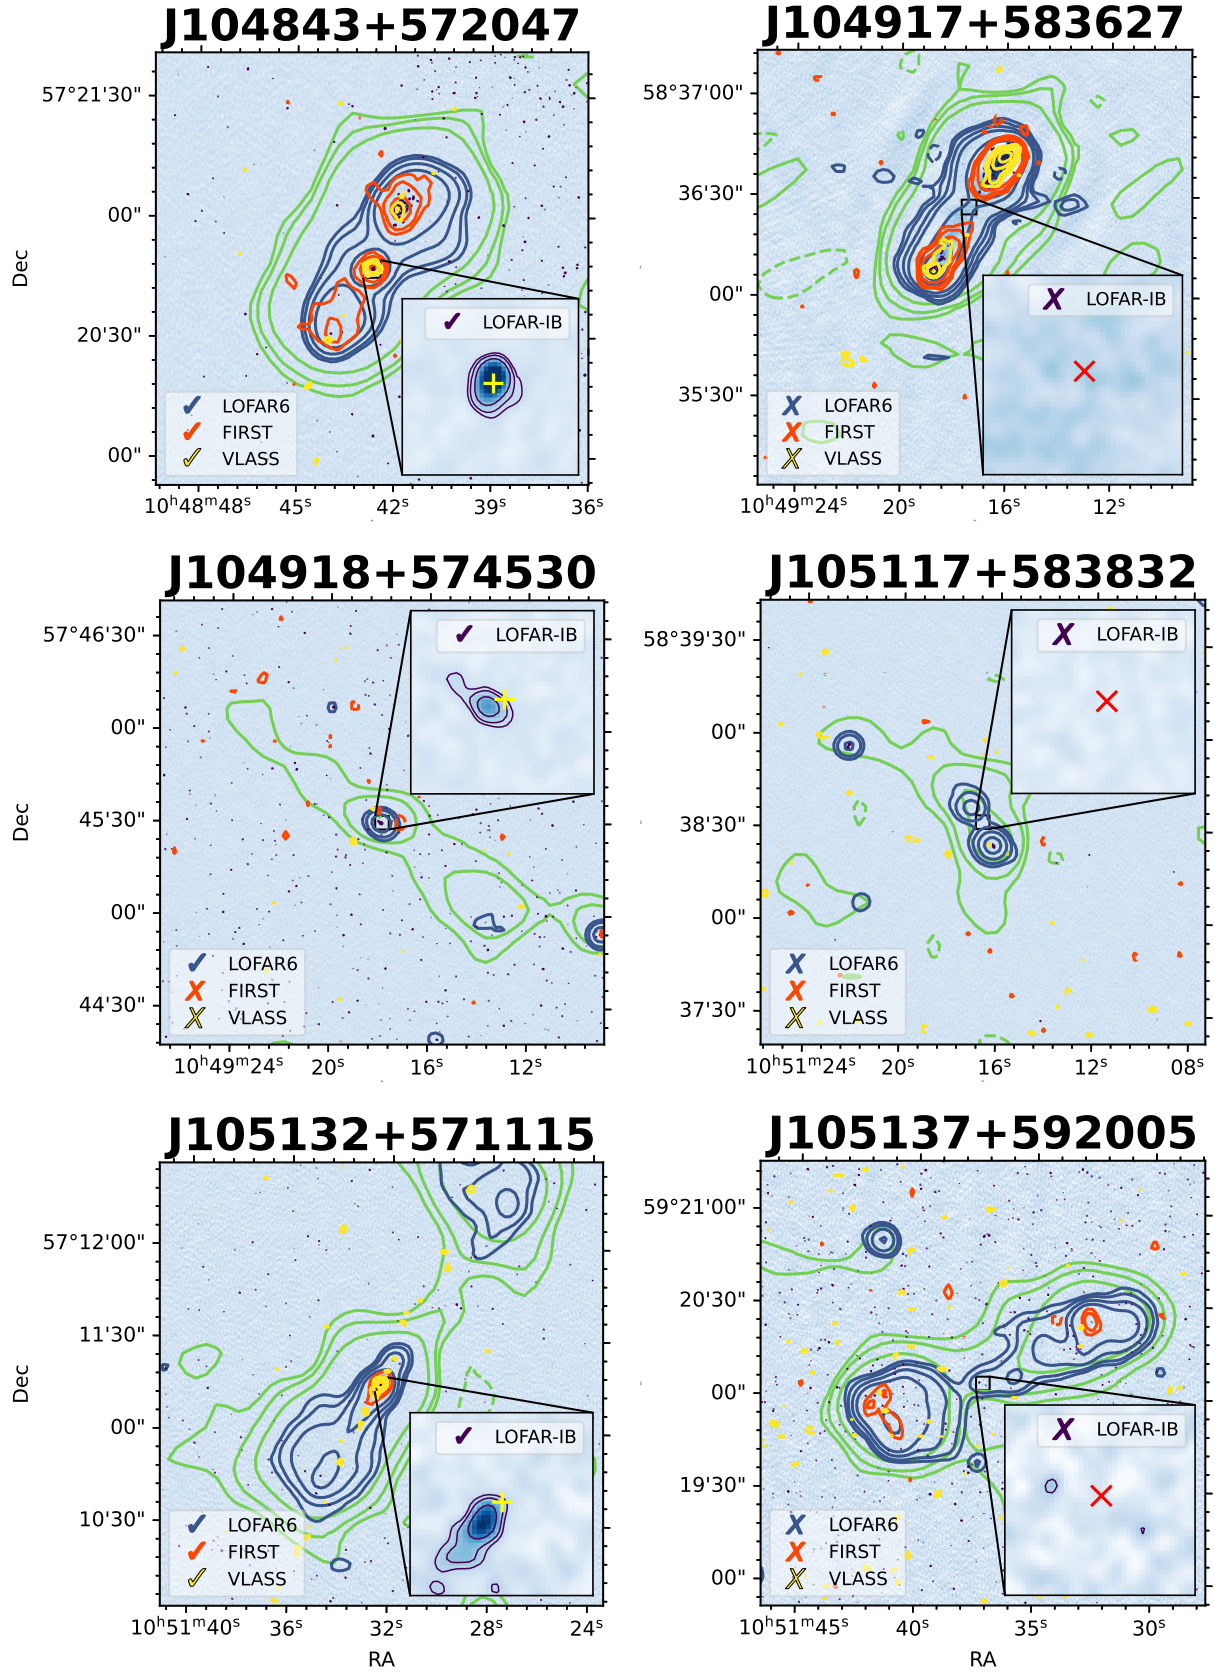 J104843+572047
J104917+583627
57°21'30"
00"
20'30"
00"
Dec
✓ LOFAR-IB
✓ LOFAR6
✓ FIRST
✓ VLASS
10ʰ48ᵐ48ˢ 45ˢ 42ˢ 39ˢ 36ˢ
58°37'00"
36'30"
00"
35'30"
X LOFAR-IB
X LOFAR6
X FIRST
X VLASS
10ʰ49ᵐ24ˢ 20ˢ 16ˢ 12ˢ
J104918+574530
J105117+583832
57°46'30"
00"
45'30"
00"
44'30"
Dec
✓ LOFAR-IB
✓ LOFAR6
X FIRST
X VLASS
10ʰ49ᵐ24ˢ 20ˢ 16ˢ 12ˢ
58°39'30"
00"
38'30"
00"
37'30"
X LOFAR-IB
X LOFAR6
X FIRST
X VLASS
10ʰ51ᵐ24ˢ 20ˢ 16ˢ 12ˢ 08ˢ
J105132+571115
J105137+592005
57°12'00"
11'30"
00"
10'30"
Dec
✓ LOFAR-IB
✓ LOFAR6
✓ FIRST
✓ VLASS
10ʰ51ᵐ40ˢ 36ˢ 32ˢ 28ˢ 24ˢ
RA
59°21'00"
20'30"
00"
19'30"
00"
X LOFAR-IB
X LOFAR6
X FIRST
X VLASS
10ʰ51ᵐ45ˢ 40ˢ 35ˢ 30ˢ
RA